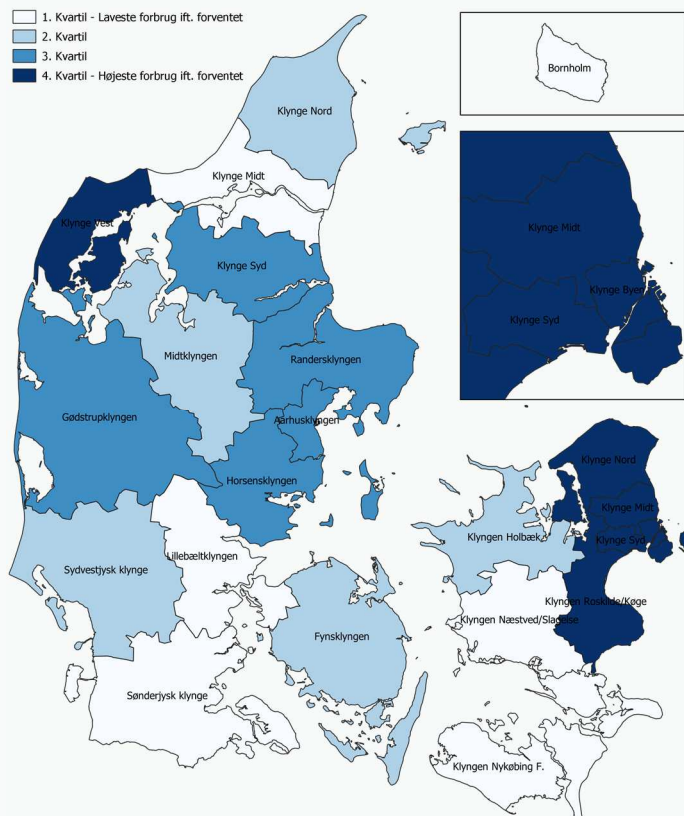 1. Kvartil - Laveste forbrug ift. forventet
2. Kvartil
3. Kvartil
4. Kvartil - Højeste forbrug ift. forventet
Bornholm
Klynge Nord
Klynge Midt
Klynge Vest
Klynge Midt
Klynge Syd
Klynge Byen
Klynge Syd
Randersklyngen
Midtklyngen
Gødstrupklyngen
Aarhusklyngen
Horsensklyngen
Klynge Nord
Klynge Midt
Klyngen Holbæk
Klynge Syd
Lillebæltklyngen
Sydvestjysk klynge
Klyngen Roskilde/Køge
Klyngen Næstved/Slagelse
Fynsklyngen
Sønderjysk klynge
Klyngen Nykøbing F.